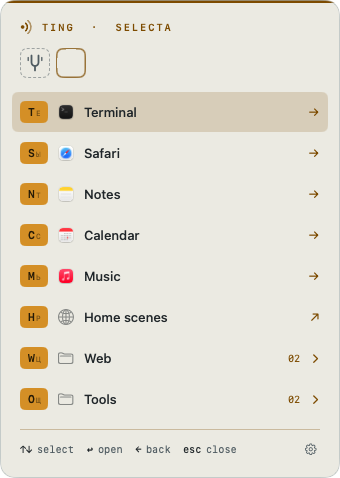 TING · SELECTA
T Е Terminal →
S Ы Safari →
N Т Notes →
C С Calendar →
M Ь Music →
H Р Home scenes ↗
W Ц Web 02 >
O Щ Tools 02 >
↑↓ select ↩ open ← back esc close